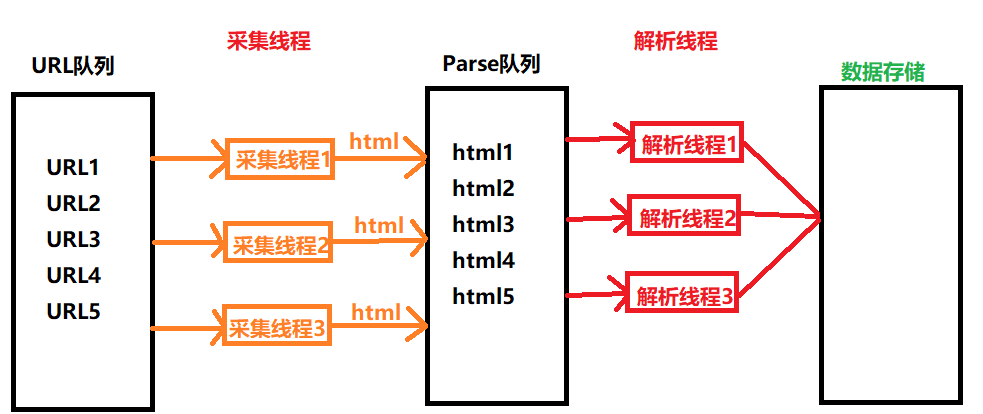 采集线程
解析线程
URL队列
Parse队列
数据存储
URL1
URL2
URL3
URL4
URL5
采集线程1
采集线程2
采集线程3
html
html
html
html1
html2
html3
html4
html5
解析线程1
解析线程2
解析线程3